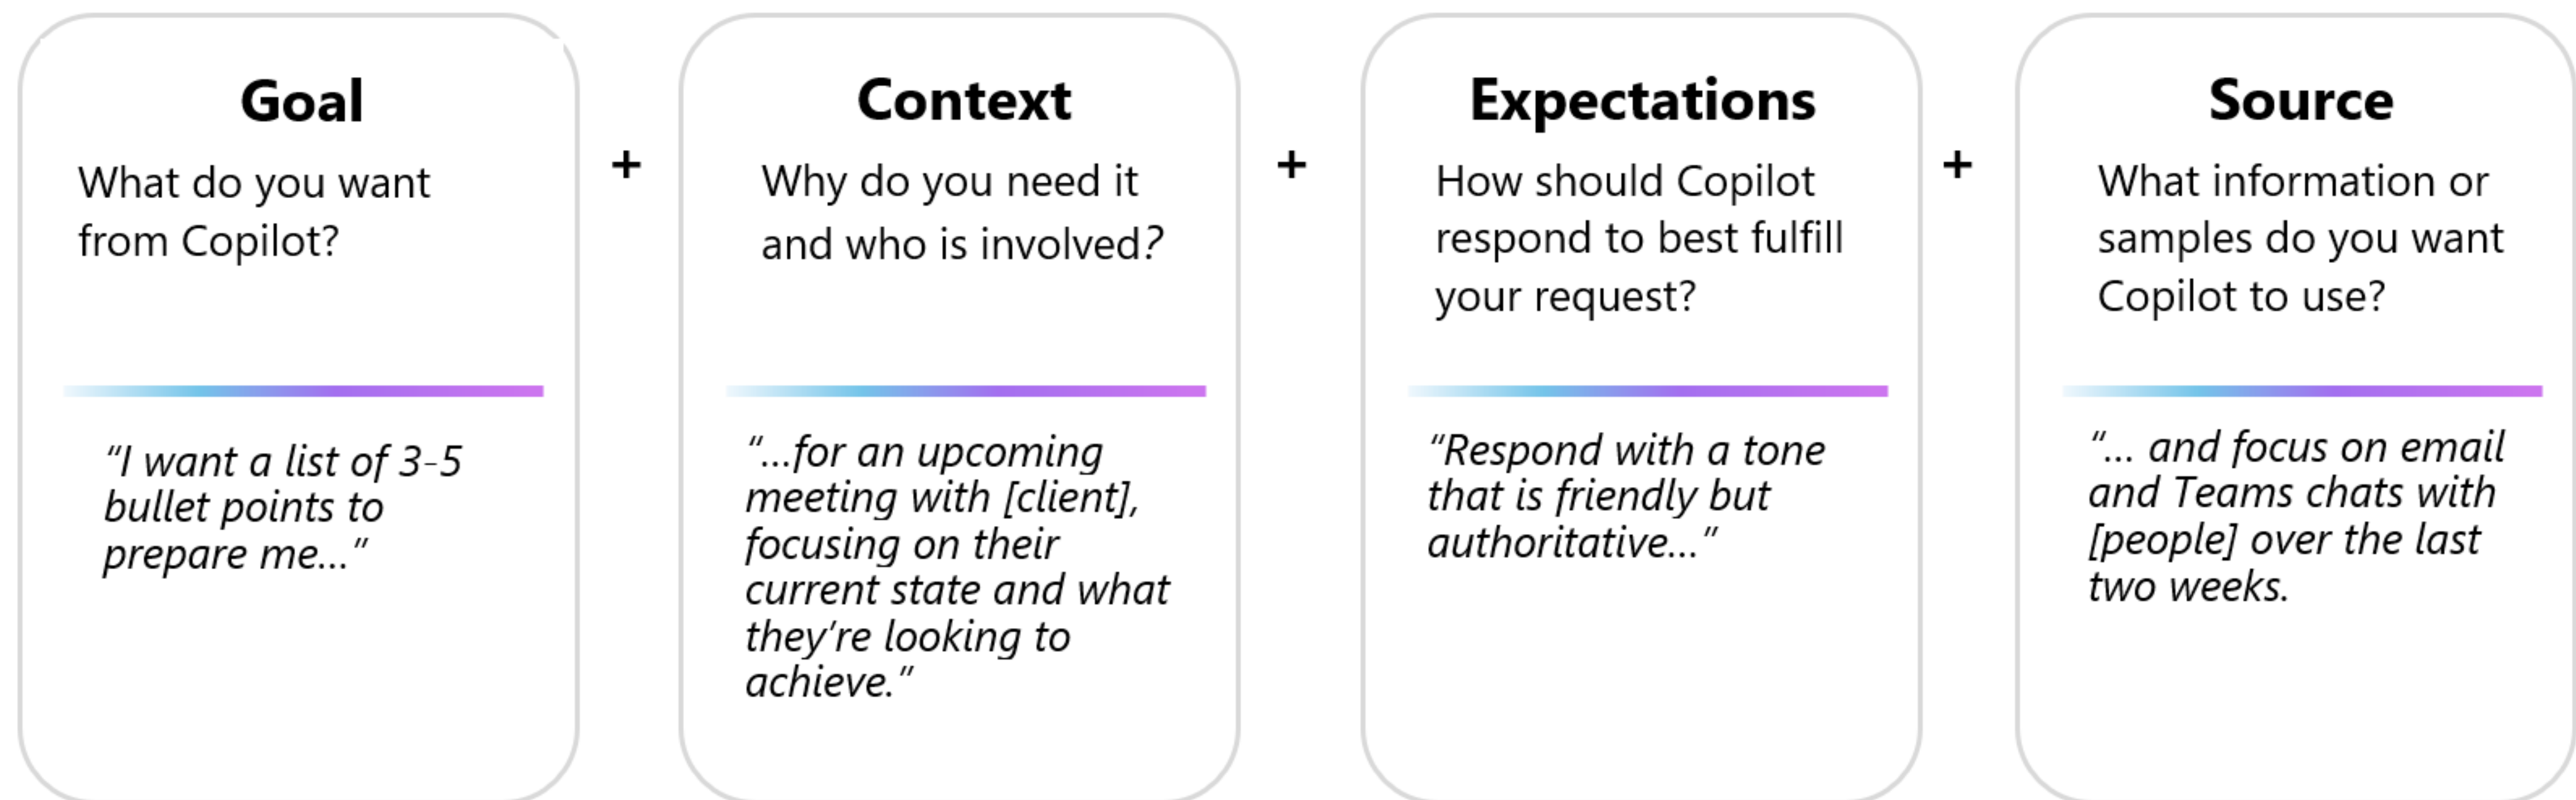 Goal
What do you want
from Copilot?
“I want a list of 3-5
bullet points to
prepare me...”
+
Context
Why do you need it
and who is involved?
“...for an upcoming
meeting with [client],
focusing on their
current state and what
they’re looking to
achieve.”
+
Expectations
How should Copilot
respond to best fulfill
your request?
“Respond with a tone
that is friendly but
authoritative...”
+
Source
What information or
samples do you want
Copilot to use?
“... and focus on email
and Teams chats with
[people] over the last
two weeks.